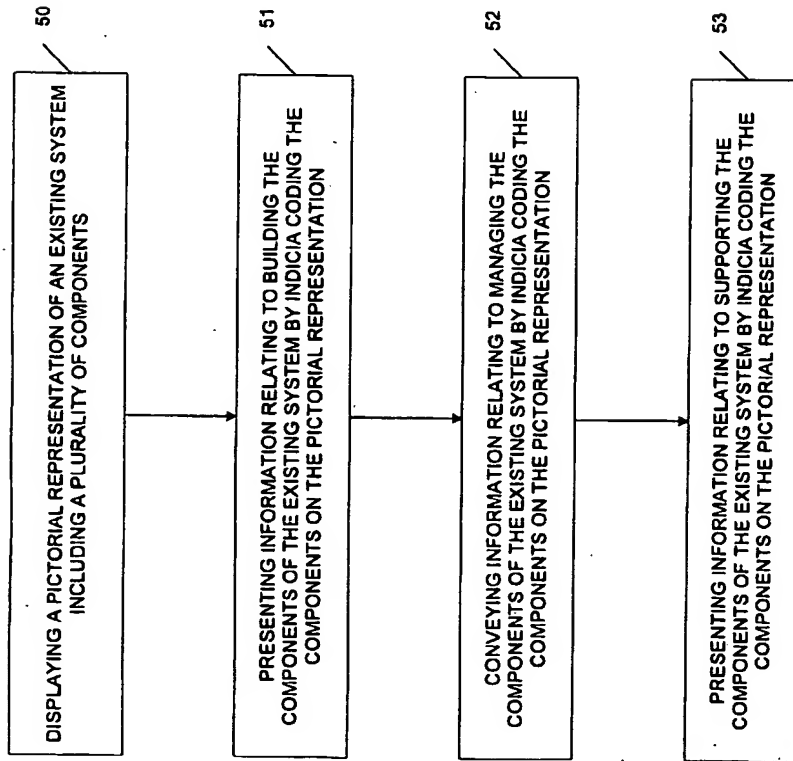 50
DISPLAYING A PICTORIAL REPRESENTATION OF AN EXISTING SYSTEM
INCLUDING A PLURALITY OF COMPONENTS
51
PRESENTING INFORMATION RELATING TO BUILDING THE
COMPONENTS OF THE EXISTING SYSTEM BY INDICIA CODING THE
COMPONENTS ON THE PICTORIAL REPRESENTATION
52
CONVEYING INFORMATION RELATING TO MANAGING THE
COMPONENTS OF THE EXISTING SYSTEM BY INDICIA CODING THE
COMPONENTS ON THE PICTORIAL REPRESENTATION
53
PRESENTING INFORMATION RELATING TO SUPPORTING THE
COMPONENTS OF THE EXISTING SYSTEM BY INDICIA CODING THE
COMPONENTS ON THE PICTORIAL REPRESENTATION